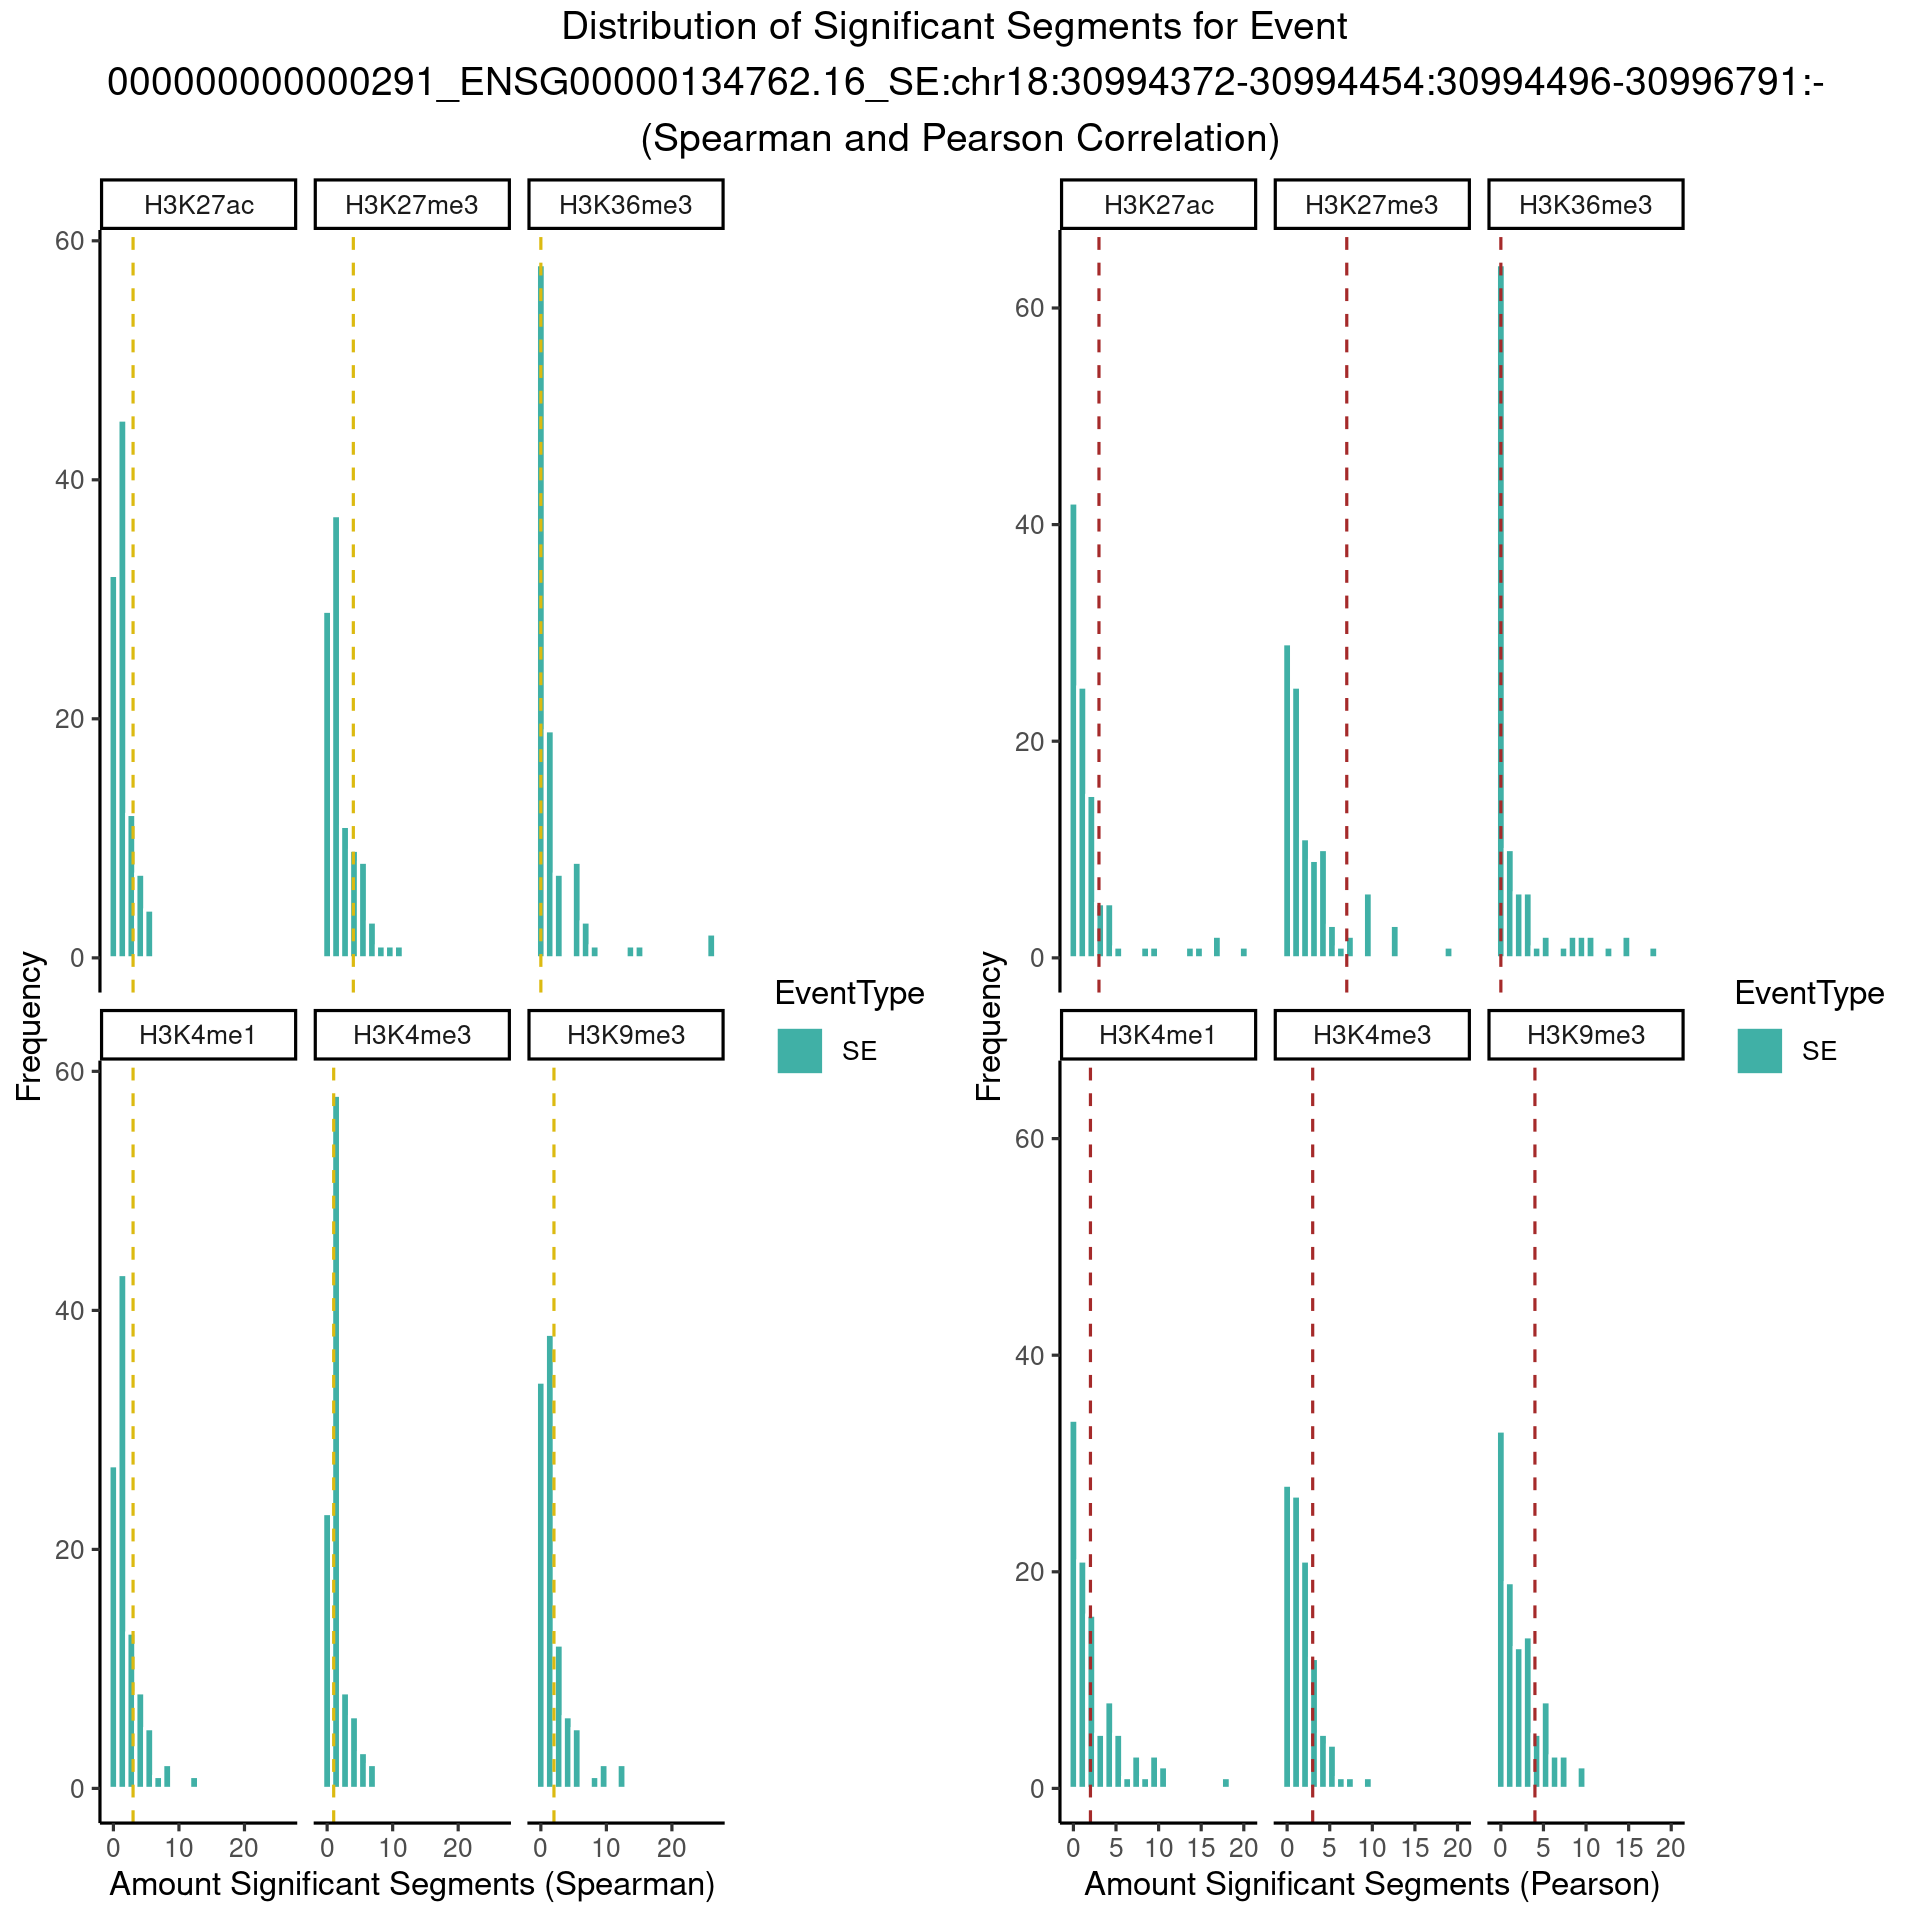 Distribution of Significant Segments for Event
000000000000291_ENSG00000134762.16_SE:chr18:30994372-30994454:30994496-30996791:-
(Spearman and Pearson Correlation)
H3K27ac H3K27me3 H3K36me3
60
40
20
0
H3K4me1 H3K4me3 H3K9me3
60
40
20
0
0 10 20 0 10 20 0 10 20
Frequency
Amount Significant Segments (Spearman)
EventType
SE
H3K27ac H3K27me3 H3K36me3
60
40
20
0
H3K4me1 H3K4me3 H3K9me3
60
40
20
0
0 5 10 15 20 0 5 10 15 20 0 5 10 15 20
Frequency
Amount Significant Segments (Pearson)
EventType
SE